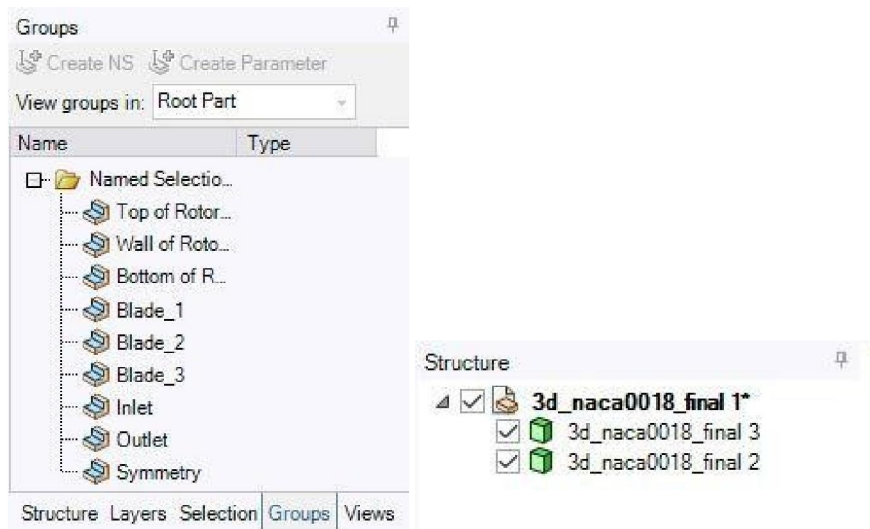 Groups
Create NS Create Parameter
View groups in: Root Part
Name Type
Named Selectio...
Top of Rotor...
Wall of Roto...
Bottom of R...
Blade_1
Blade_2
Blade_3
Inlet
Outlet
Symmetry
Structure Layers Selection Groups Views
Structure
3d_naca0018_final 1*
3d_naca0018_final 3
3d_naca0018_final 2